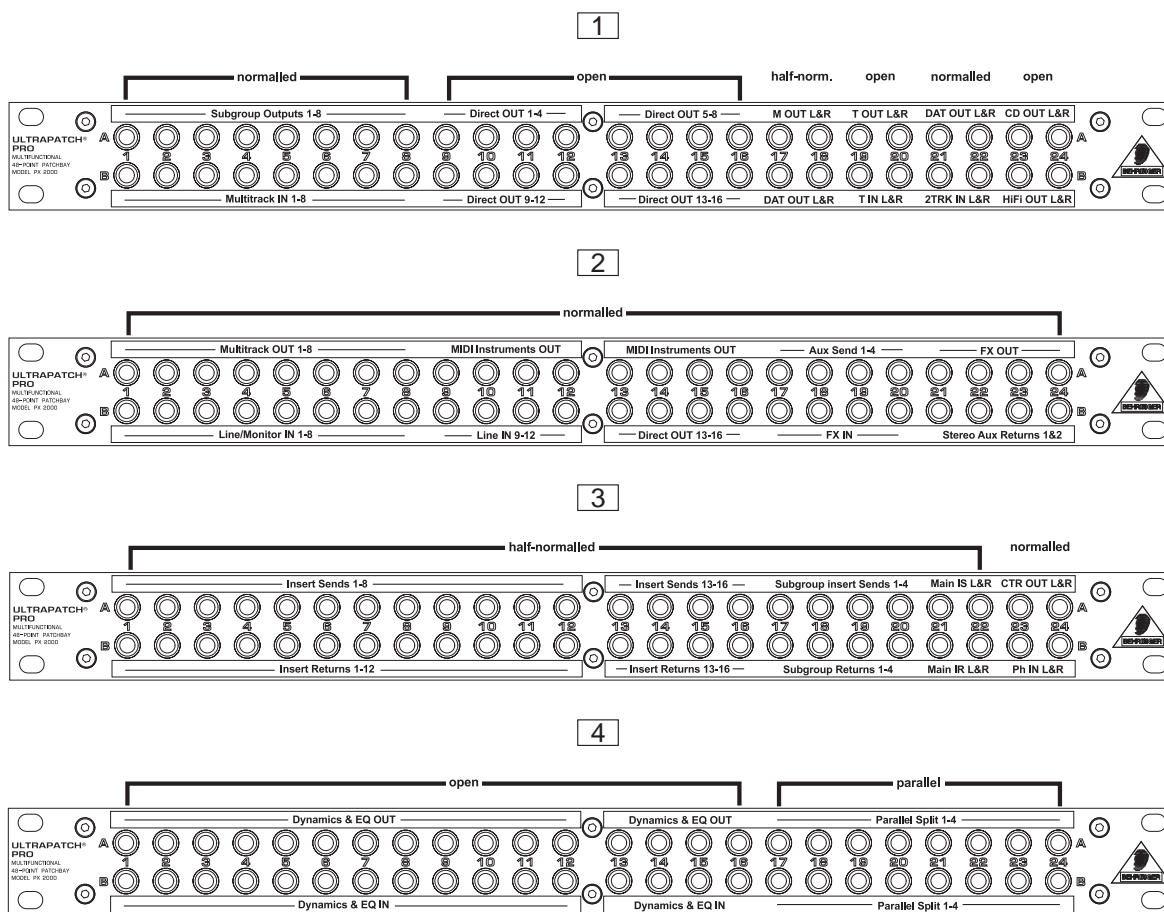 1
normalled open half-norm. open normalled open
Subgroup Outputs 1-8 Direct OUT 1-4 Direct OUT 5-8 M OUT L&R T OUT L&R DAT OUT L&R CD OUT L&R
ULTRAPATCH®
PRO
MULTIFUNCTIONAL
48-POINT PATCHBAY
MODEL PX 2000
A A
1 2 3 4 5 6 7 8 9 10 11 12 13 14 15 16 17 18 19 20 21 22 23 24
B B
BEHRINGER
Multitrack IN 1-8 Direct OUT 9-12 Direct OUT 13-16 DAT OUT L&R T IN L&R 2TRK IN L&R HiFi OUT L&R
2
normalled
Multitrack OUT 1-8 MIDI Instruments OUT MIDI Instruments OUT Aux Send 1-4 FX OUT
ULTRAPATCH®
PRO
MULTIFUNCTIONAL
48-POINT PATCHBAY
MODEL PX 2000
A A
1 2 3 4 5 6 7 8 9 10 11 12 13 14 15 16 17 18 19 20 21 22 23 24
B B
BEHRINGER
Line/Monitor IN 1-8 Line IN 9-12 Direct OUT 13-16 FX IN Stereo Aux Returns 1&2
3
half-normalled normalled
Insert Sends 1-8 Insert Sends 13-16 Subgroup insert Sends 1-4 Main IS L&R CTR OUT L&R
ULTRAPATCH®
PRO
MULTIFUNCTIONAL
48-POINT PATCHBAY
MODEL PX 2000
A A
1 2 3 4 5 6 7 8 9 10 11 12 13 14 15 16 17 18 19 20 21 22 23 24
B B
BEHRINGER
Insert Returns 1-12 Insert Returns 13-16 Subgroup Returns 1-4 Main IR L&R Ph IN L&R
4
open parallel
Dynamics & EQ OUT Dynamics & EQ OUT Parallel Split 1-4
ULTRAPATCH®
PRO
MULTIFUNCTIONAL
48-POINT PATCHBAY
MODEL PX 2000
A A
1 2 3 4 5 6 7 8 9 10 11 12 13 14 15 16 17 18 19 20 21 22 23 24
B B
BEHRINGER
Dynamics & EQ IN Dynamics & EQ IN Parallel Split 1-4